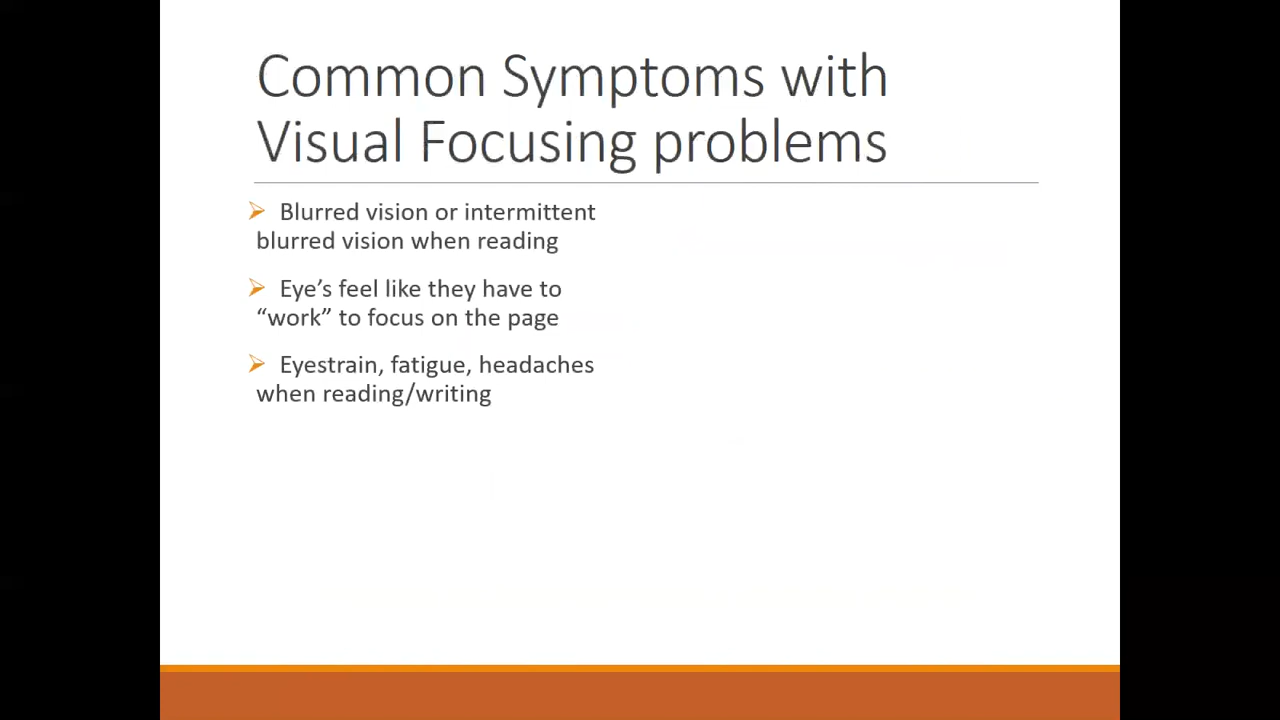 Common Symptoms with
Visual Focusing problems
Blurred vision or intermittent
blurred vision when reading
Eye’s feel like they have to
“work” to focus on the page
Eyestrain, fatigue, headaches
when reading/writing